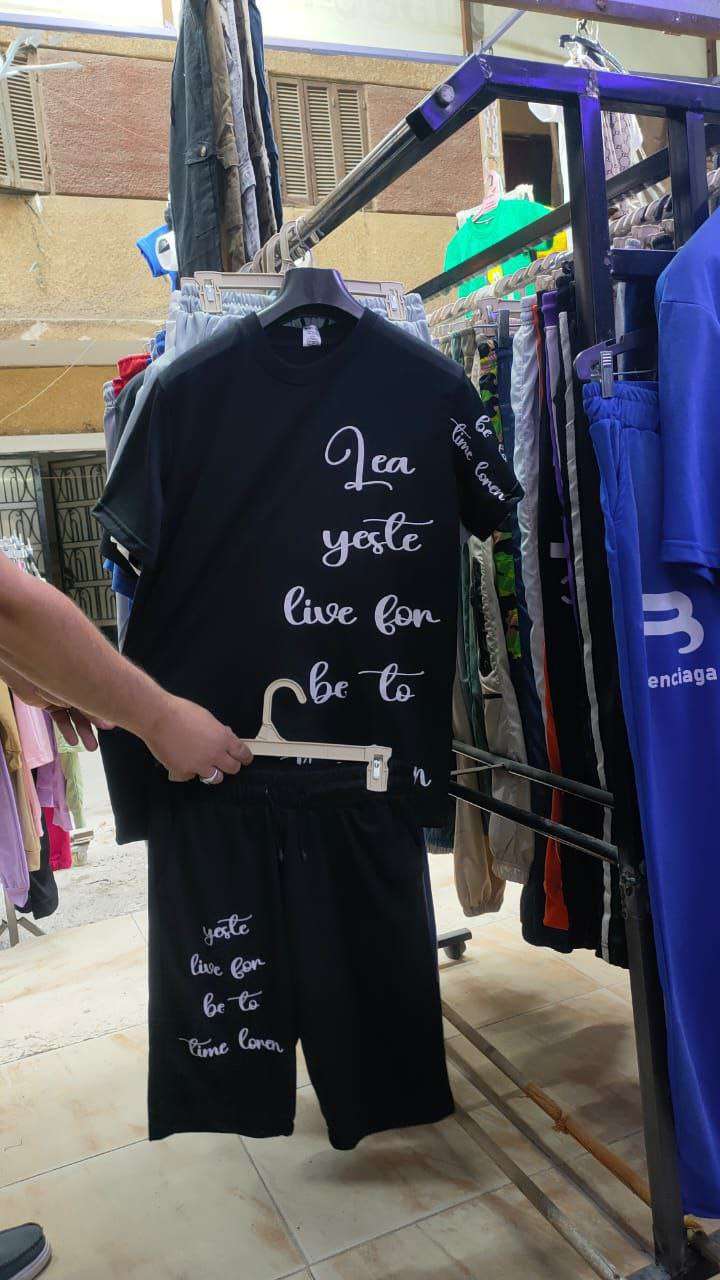 Lea
yeste
live for
be to
be
time loren
yeste
live for
be to
time loren
enciaga